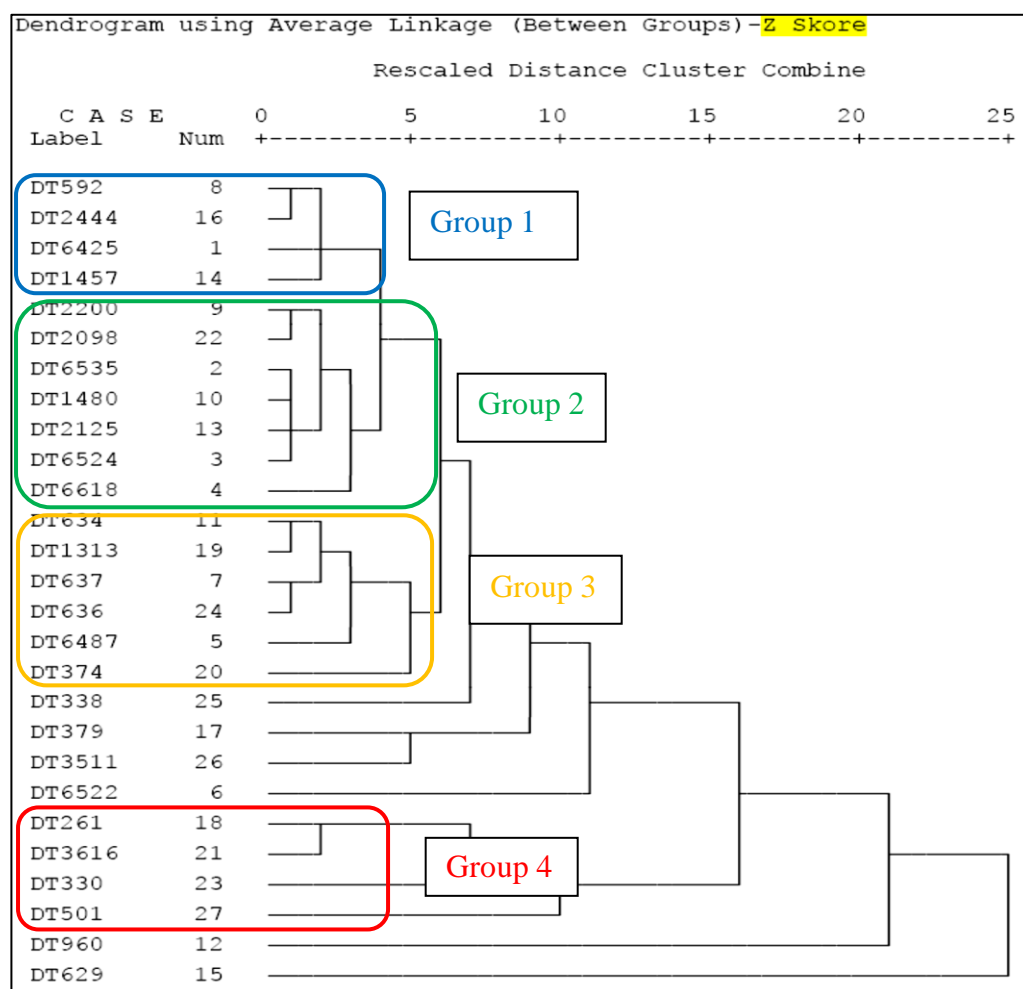 Dendrogram using Average Linkage (Between Groups)-Z Skore
Rescaled Distance Cluster Combine
C A S E 0 5 10 15 20 25
Label Num +---------+---------+---------+---------+---------+
DT592 8
DT2444 16
Group 1
DT6425 1
DT1457 14
DT2200 9
DT2098 22
DT6535 2
DT1480 10
Group 2
DT2125 13
DT6524 3
DT6618 4
DT634 11
DT1313 19
DT637 7
Group 3
DT636 24
DT6487 5
DT374 20
DT338 25
DT379 17
DT3511 26
DT6522 6
DT261 18
DT3616 21
Group 4
DT330 23
DT501 27
DT960 12
DT629 15